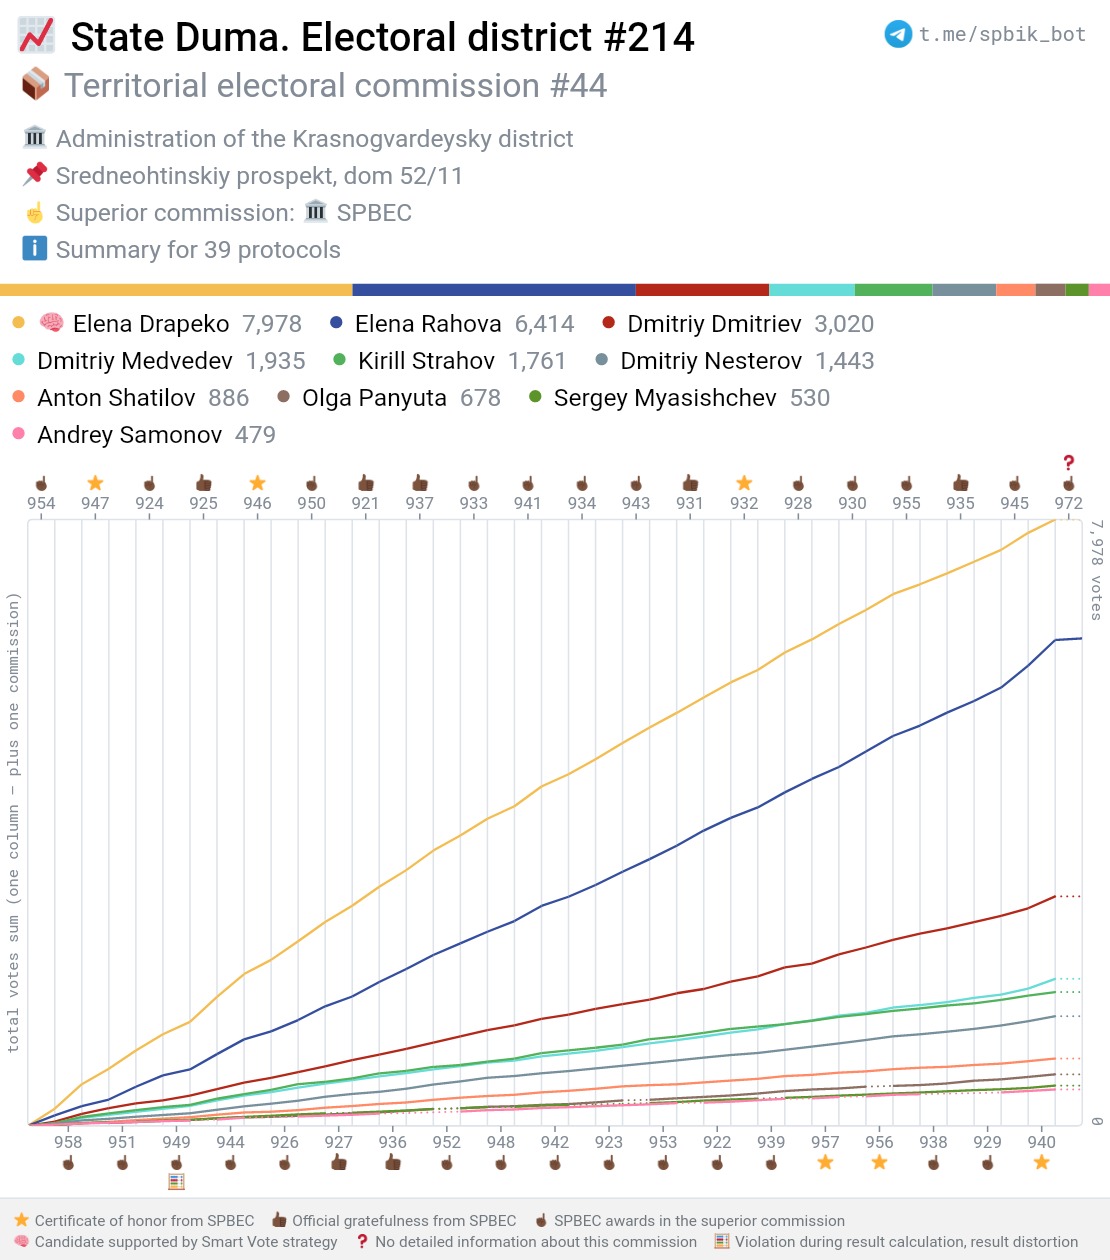 State Duma. Electoral district #214
t.me/spbik_bot
Territorial electoral commission #44
Administration of the Krasnogvardeysky district
Sredneohtinskiy prospekt, dom 52/11
Superior commission: SPBEC
Summary for 39 protocols
Elena Drapeko 7,978 Elena Rahova 6,414 Dmitriy Dmitriev 3,020
Dmitriy Medvedev 1,935 Kirill Strahov 1,761 Dmitriy Nesterov 1,443
Anton Shatilov 886 Olga Panyuta 678 Sergey Myasishchev 530
Andrey Samonov 479
954 947 924 925 946 950 921 937 933 941 934 943 931 932 928 930 955 935 945 972
7,978 votes
total votes sum (one column – plus one commission)
0
958 951 949 944 926 927 936 952 948 942 923 953 922 939 957 956 938 929 940
Certificate of honor from SPBEC Official gratefulness from SPBEC SPBEC awards in the superior commission
Candidate supported by Smart Vote strategy No detailed information about this commission Violation during result calculation, result distortion